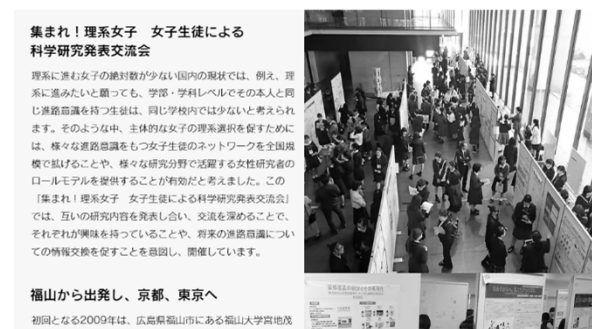 集まれ！理系女子　女子生徒による
科学研究発表交流会
理系に進む女子の絶対数が少ない国内の現状では、例え、理
系に進みたいと願っても、学部・学科レベルでその本人と同
じ進路意識を持つ生徒は、同じ学校内では少ないと考えられ
ます。そのような中、主体的な女子の理系選択を促すために
は、様々な進路意識をもつ女子生徒のネットワークを全国規
模で拡げることや、様々な研究分野で活躍する女性研究者の
ロールモデルを提供することが有効だと考えました。この
「集まれ！理系女子　女子生徒による科学研究発表交流会」
では、互いの研究内容を発表し合い、交流を深めることで、
それぞれが興味を持っていることや、将来の進路意識につい
ての情報交換を促すことを意図し、開催しています。
福山から出発し、京都、東京へ
初回となる2009年は、広島県福山市にある福山大学宮地茂